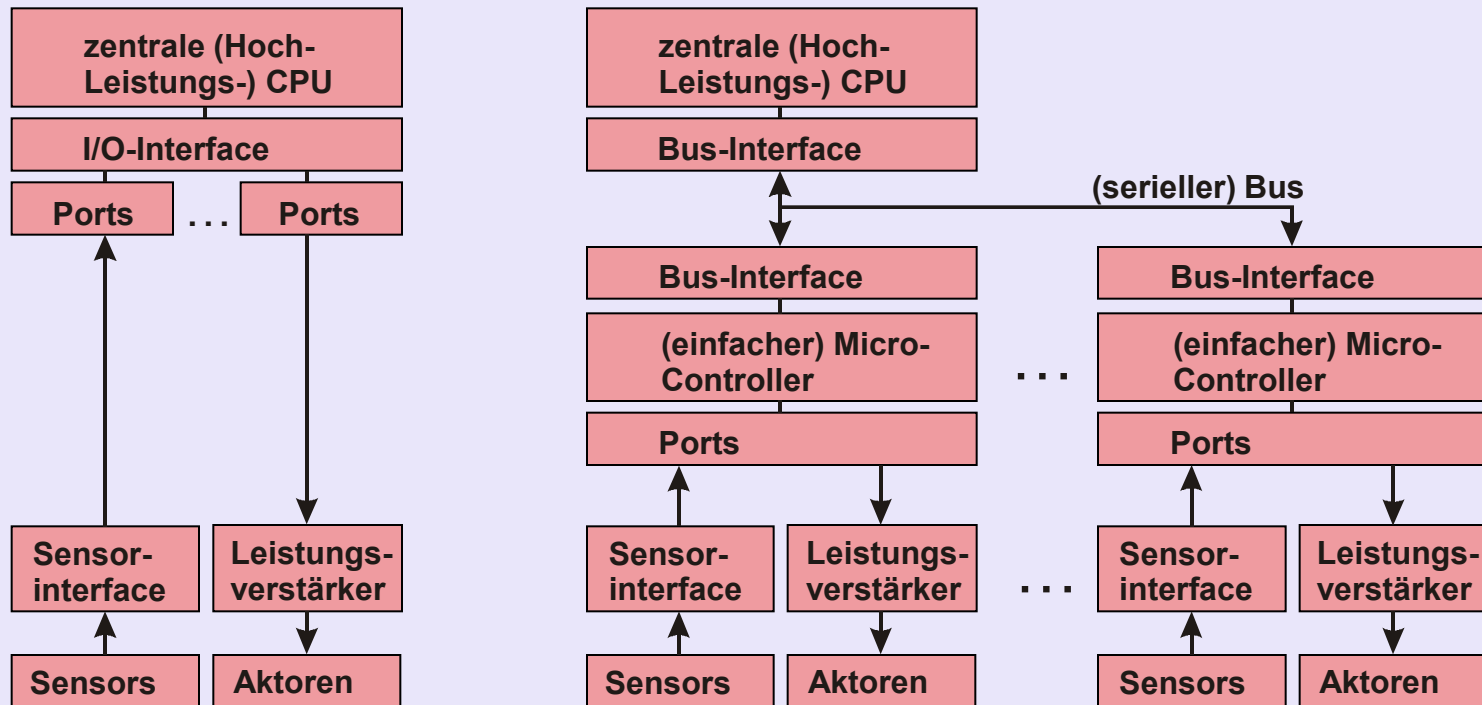 zentrale (Hoch-
Leistungs-) CPU
I/O-Interface
Ports
...
Ports
Sensor-
interface
Leistungs-
verstärker
Sensors
Aktoren
zentrale (Hoch-
Leistungs-) CPU
Bus-Interface
(serieller) Bus
Bus-Interface
(einfacher) Micro-
Controller
Ports
Sensor-
interface
Leistungs-
verstärker
Sensors
Aktoren
...
...
Bus-Interface
(einfacher) Micro-
Controller
Ports
Sensor-
interface
Leistungs-
verstärker
Sensors
Aktoren